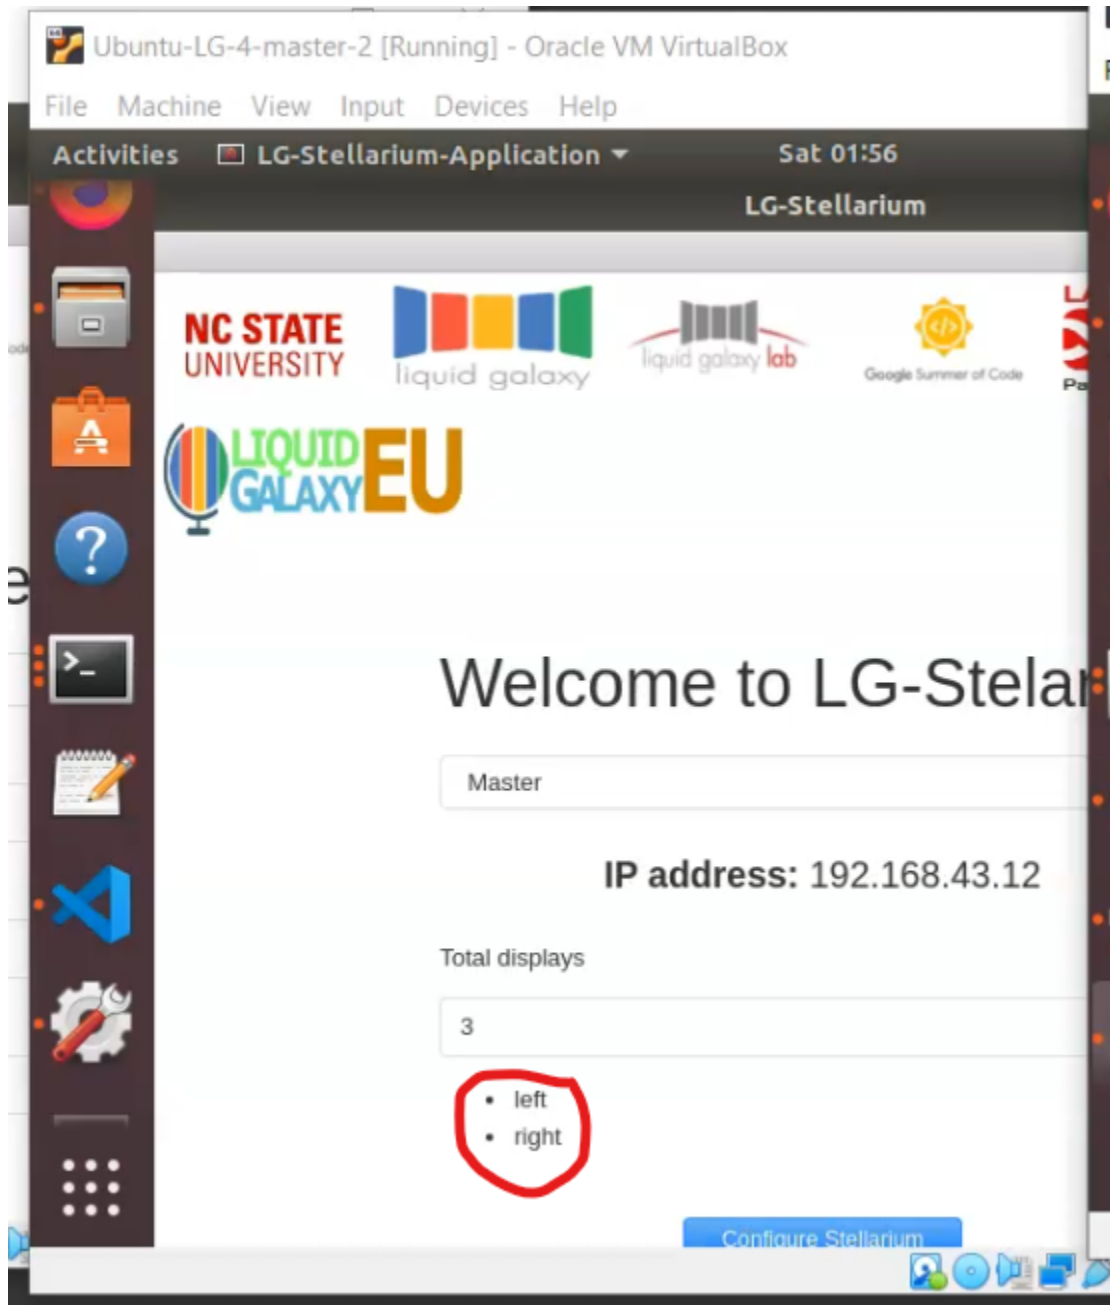 Ubuntu-LG-4-master-2 [Running] - Oracle VM VirtualBox
File Machine View Input Devices Help
Activities LG-Stellarium-Application Sat 01:56
LG-Stellarium
NC STATE
UNIVERSITY
liquid galaxy
liquid galaxy lab
Google Summer of Code
LIQUID
GALAXY
EU
Welcome to LG-Stelar
Master
IP address: 192.168.43.12
Total displays
3
• left
• right
Configure Stellarium